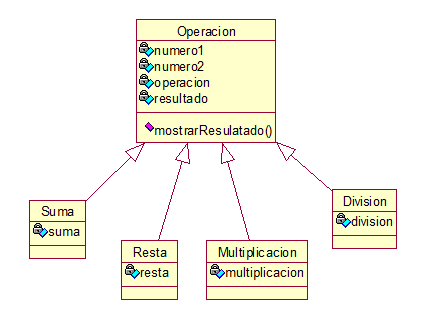 Operacion
numero1
numero2
operacion
resultado
mostrarResulatado()
Suma
suma
Resta
resta
Multiplicacion
multiplicacion
Division
division